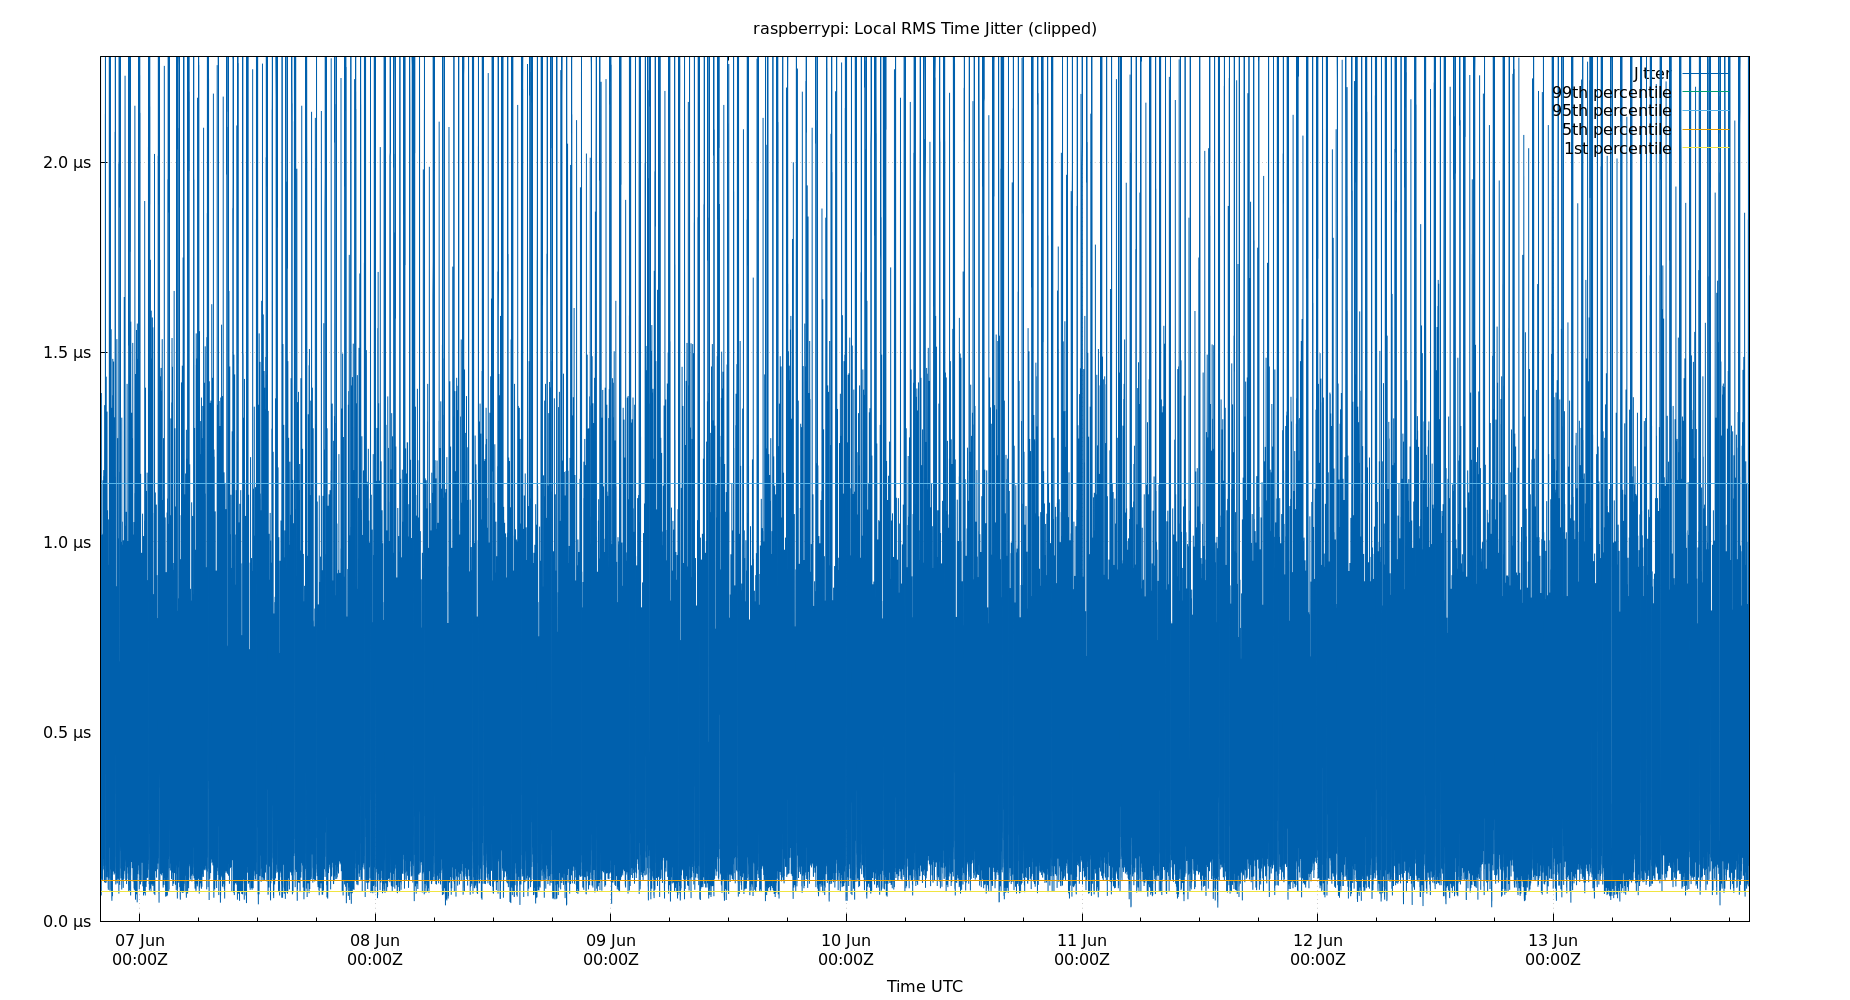 raspberrypi: Local RMS Time Jitter (clipped)
Jitter
99th percentile
95th percentile
5th percentile
1st percentile
2.0 µs
1.5 µs
1.0 µs
0.5 µs
0.0 µs
07 Jun 08 Jun 09 Jun 10 Jun 11 Jun 12 Jun 13 Jun
00:00Z 00:00Z 00:00Z 00:00Z 00:00Z 00:00Z 00:00Z
Time UTC